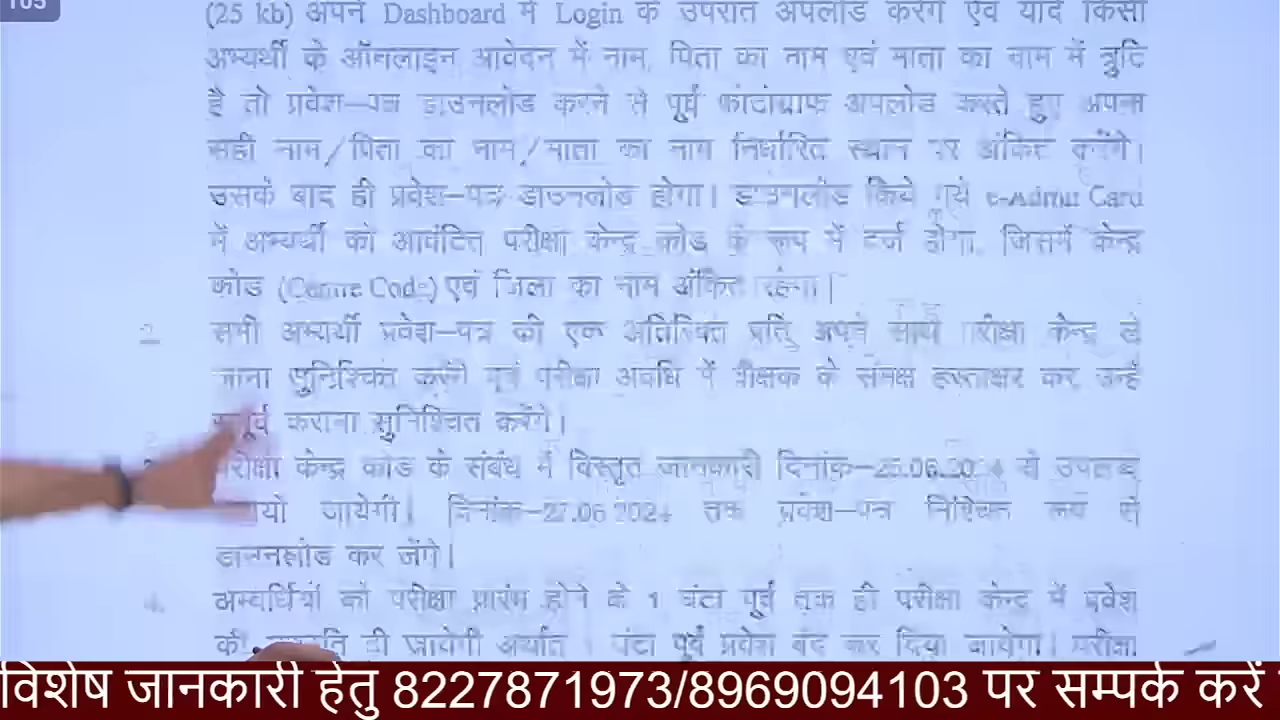 105
(25 kb) अपने Dashboard में Login के उपरांत अपलोड करेंगे एवं यदि किसी
अभ्यर्थी के ऑनलाइन आवेदन में नाम, पिता का नाम एवं माता का नाम में त्रुटि
है तो प्रवेश–पत्र डाउनलोड करने से पूर्व फोटोग्राफ अपलोड करते हुए अपना
सही नाम/पिता का नाम/माता का नाम निर्धारित स्थान पर अंकित करेंगे।
उसके बाद ही प्रवेश–पत्र डाउनलोड होगा। डाउनलोड किये गये e-Admit Card
में अभ्यर्थी को आवंटित परीक्षा केन्द्र कोड के रूप में दर्ज होगा, जिसमें केन्द्र
कोड (Centre Code) एवं जिला का नाम अंकित रहेगा।
2. सभी अभ्यर्थी प्रवेश–पत्र की एक अतिरिक्त प्रति अपने साथ परीक्षा केन्द्र ले
जाना सुनिश्चित करेंगे एवं परीक्षा अवधि में वीक्षक के समक्ष हस्ताक्षर कर उन्हें
कराना सुनिश्चित करेंगे।
परीक्षा केन्द्र कोड के संबंध में विस्तृत जानकारी दिनांक–25.06.2024 से उपलब्ध
जायेगी। दिनांक–27.06.2024 तक प्रवेश–पत्र निश्चित रूप से
डाउनलोड कर लेंगे।
4. अभ्यर्थियों को परीक्षा प्रारंभ होने के 1 घंटा पूर्व तक ही परीक्षा केन्द्र में प्रवेश
की दी जायेगी अर्थात् 1 घंटा पूर्व प्रवेश बंद कर दिया जायेगा। परीक्षा
विशेष जानकारी हेतु 8227871973/8969094103 पर सम्पर्क करें